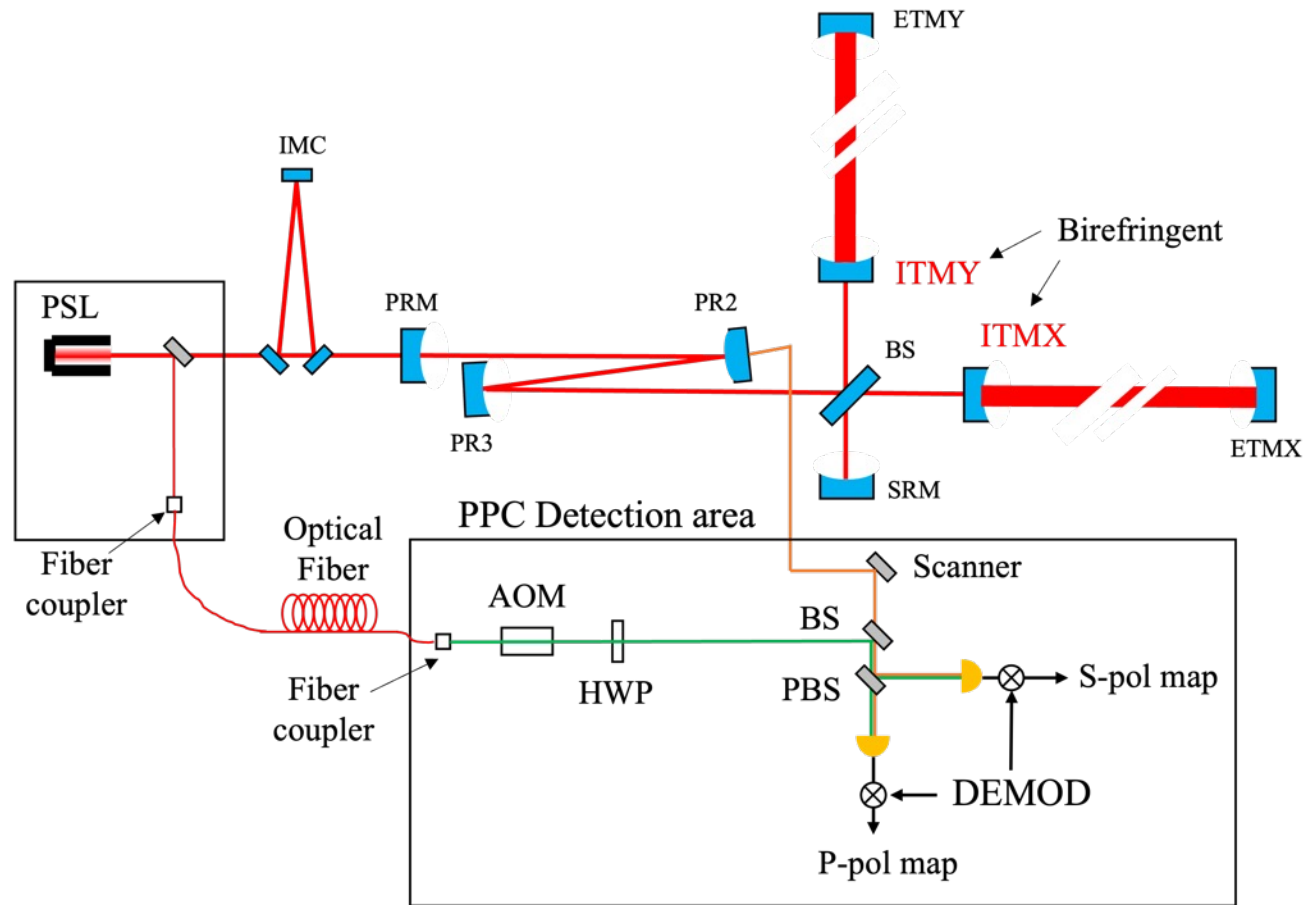 ETMY
IMC
Birefringent
ITMY
PSL
PRM
PR2
ITMX
BS
PR3
ETMX
SRM
PPC Detection area
Optical
Fiber
Fiber
coupler
Scanner
AOM
BS
HWP
PBS
S-pol map
Fiber
coupler
DEMOD
P-pol map